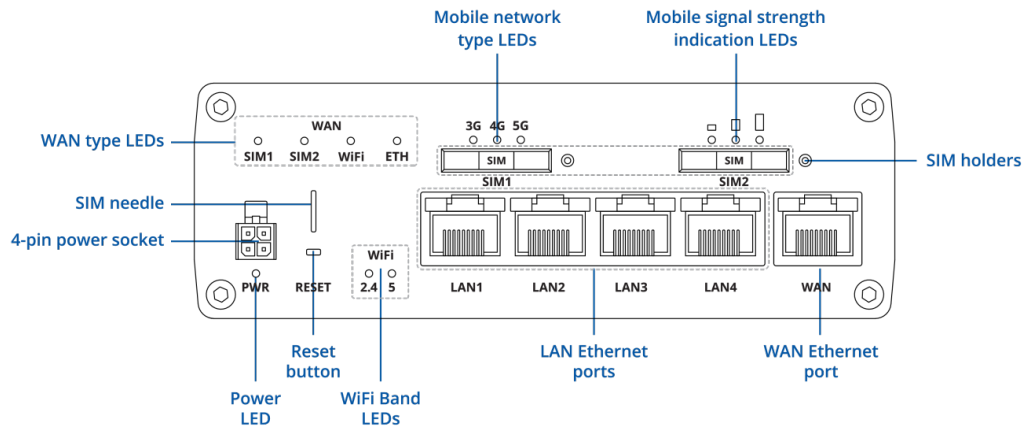 Mobile network
type LEDs
Mobile signal strength
indication LEDs
WAN type LEDs
WAN
SIM1 SIM2 WiFi ETH
3G 4G 5G
SIM
SIM1
SIM
SIM2
SIM holders
SIM needle
4-pin power socket
PWR
RESET
WiFi
2.4 5
LAN1 LAN2 LAN3 LAN4 WAN
Reset
button
LAN Ethernet
ports
WAN Ethernet
port
Power
LED
WiFi Band
LEDs